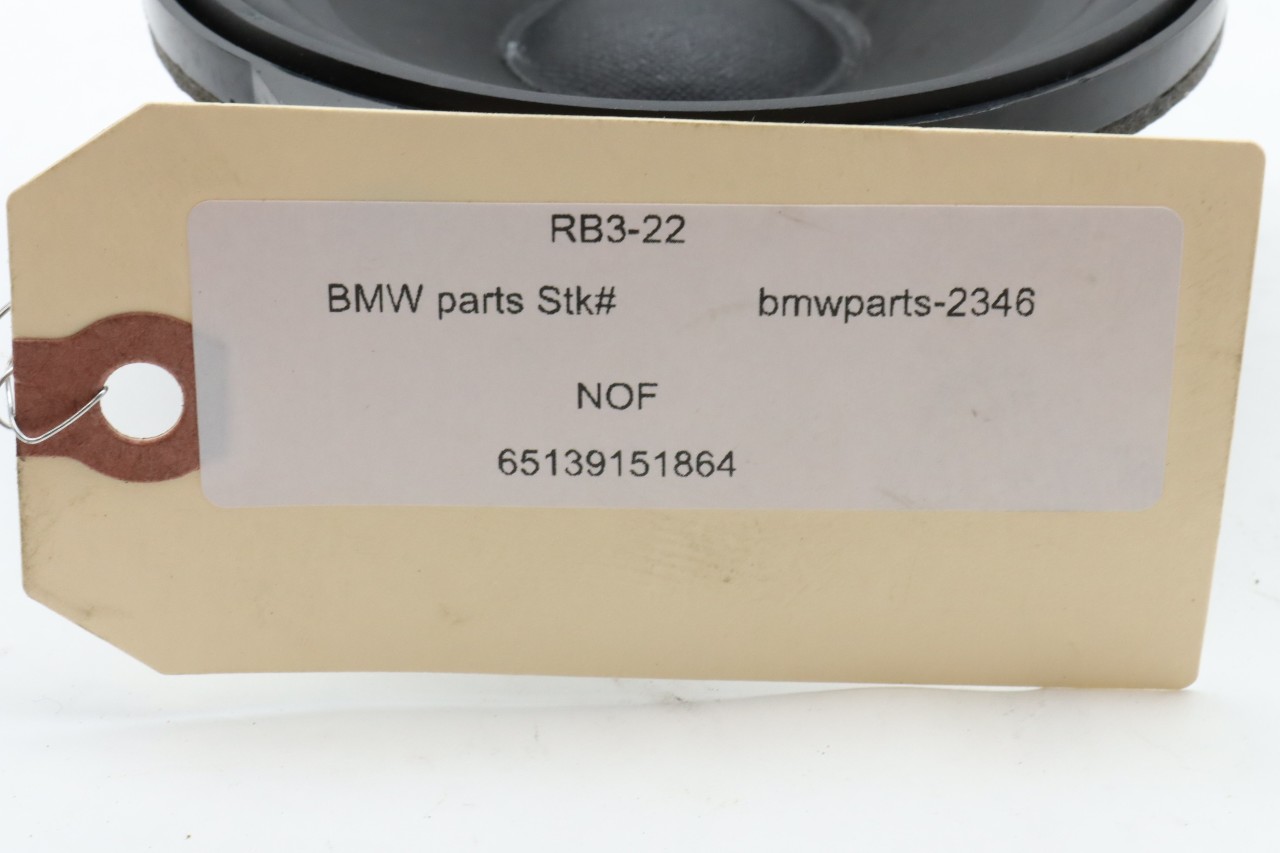 RB3-22
BMW parts Stk# bmwparts-2346
NOF
65139151864